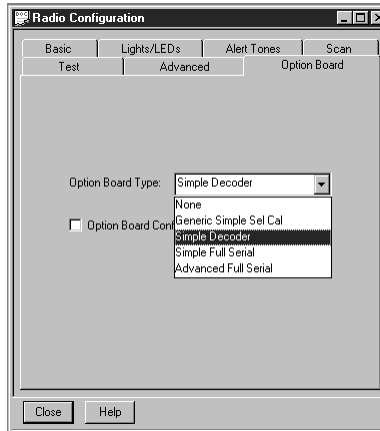 Radio Configuration
Basic Lights/LEDs Alert Tones Scan
Test Advanced Option Board
Option Board Type: Simple Decoder
None
Generic Simple Sel Cal
Option Board Conf
Simple Decoder
Simple Full Serial
Advanced Full Serial
Close Help